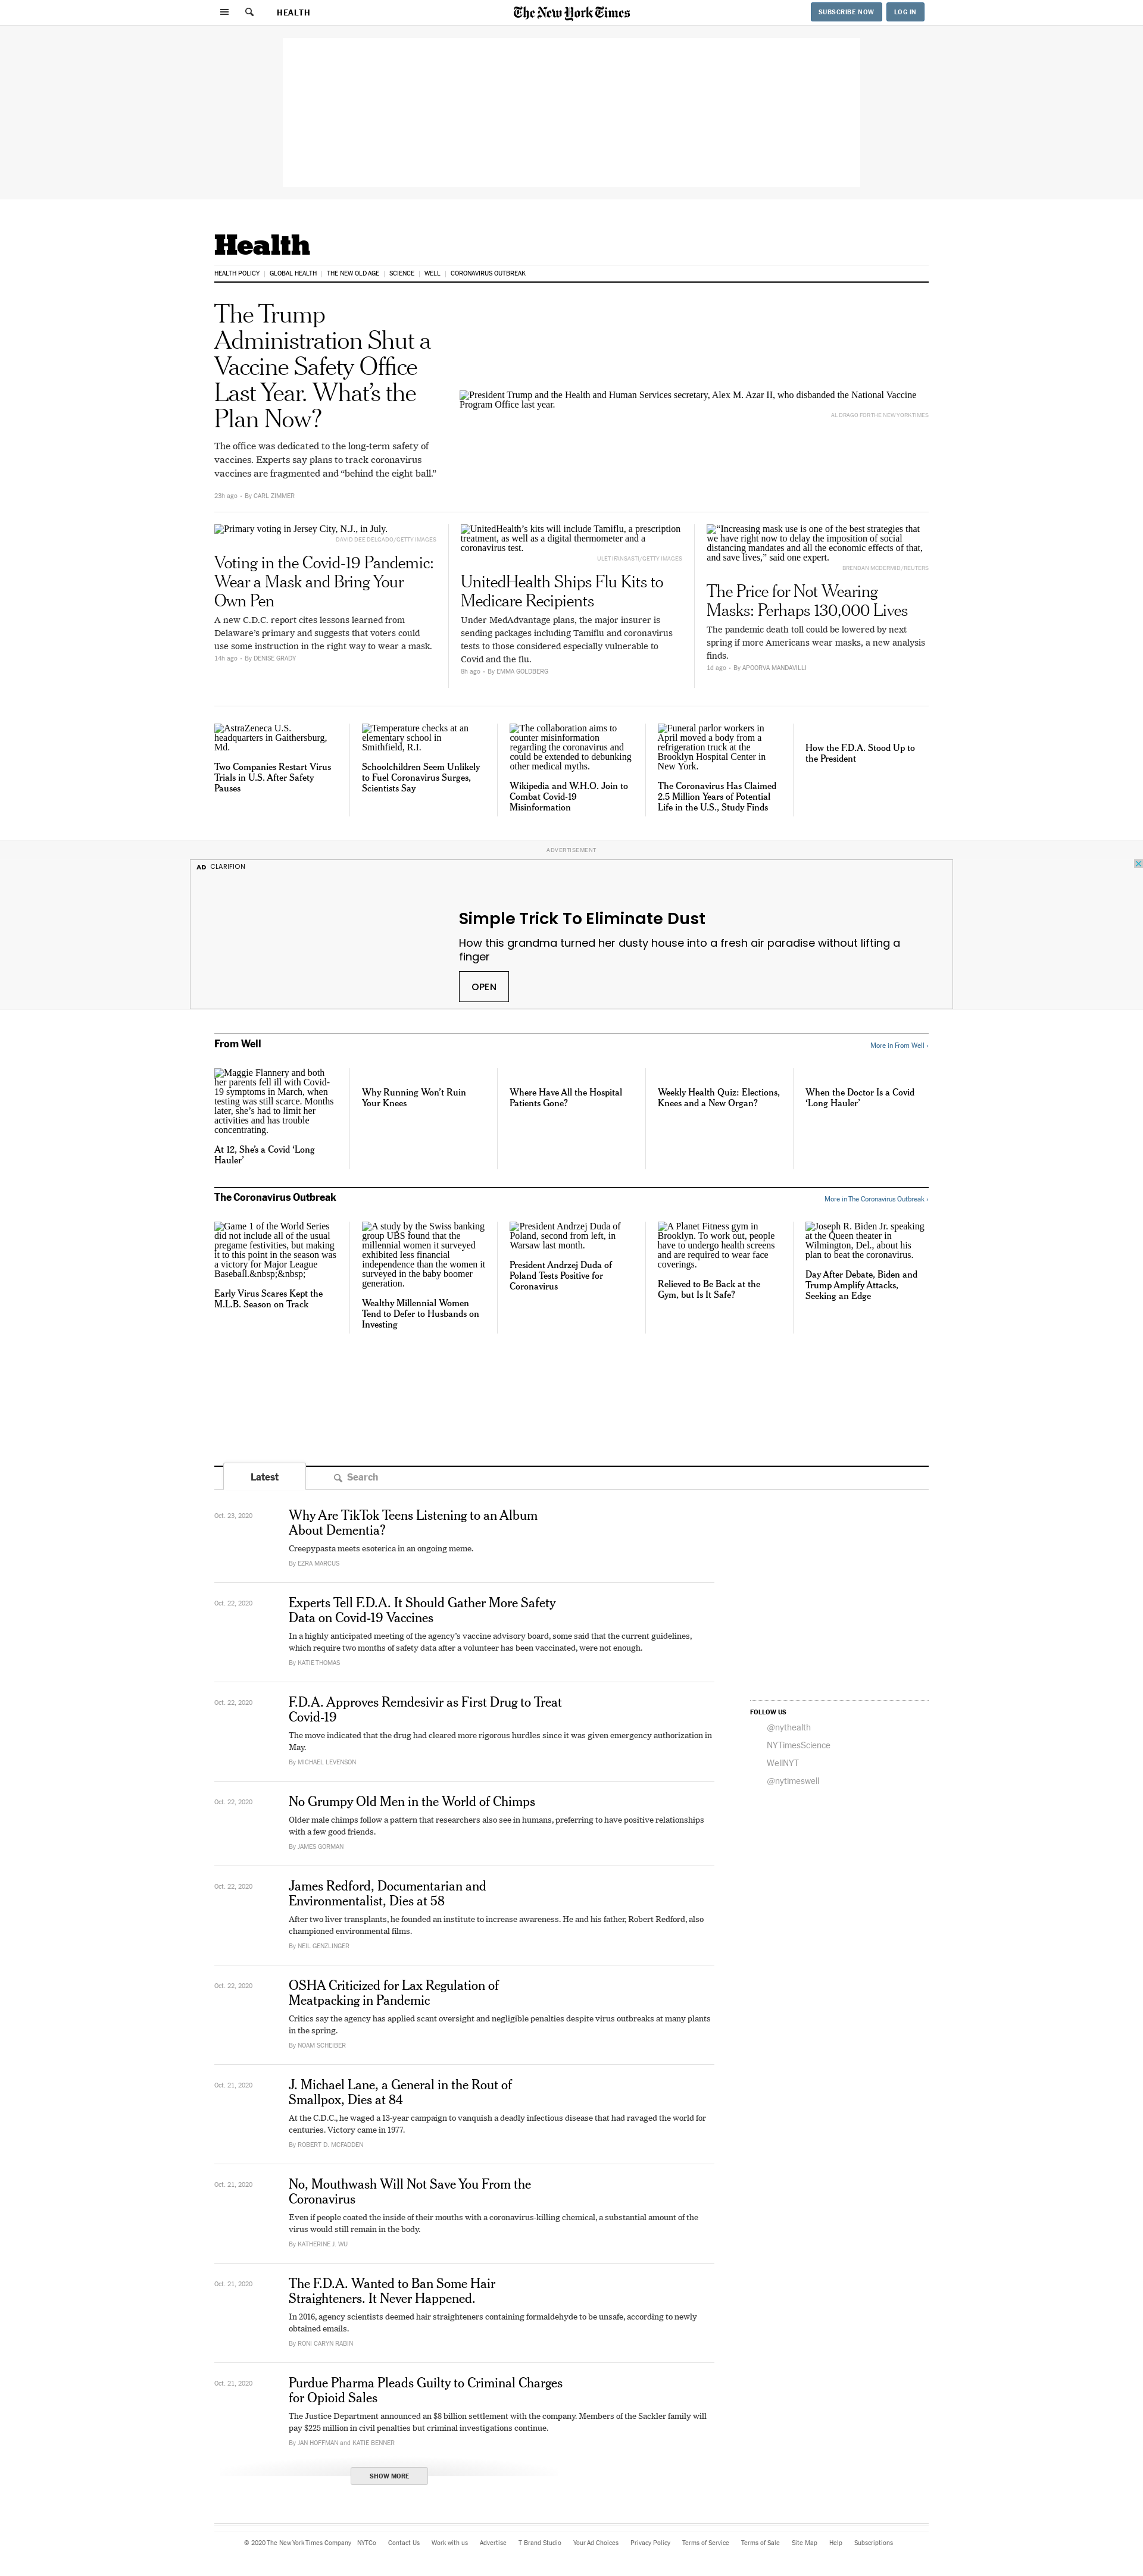 HEALTH
The New York Times
SUBSCRIBE NOW
LOG IN
Health
HEALTH POLICY
GLOBAL HEALTH
THE NEW OLD AGE
SCIENCE
WELL
CORONAVIRUS OUTBREAK
The Trump
Administration Shut a
Vaccine Safety Office
Last Year. What's the
Plan Now?
The office was dedicated to the long-term safety of
vaccines. Experts say plans to track coronavirus
vaccines are fragmented and “behind the eight ball.”
23h ago • By CARL ZIMMER
President Trump and the Health and Human Services secretary, Alex M. Azar II, who disbanded the National Vaccine
Program Office last year.
AL DRAGO FOR THE NEW YORK TIMES
Primary voting in Jersey City, N.J., in July.
DAVID DEE DELGADO/GETTY IMAGES
Voting in the Covid-19 Pandemic:
Wear a Mask and Bring Your
Own Pen
A new C.D.C. report cites lessons learned from
Delaware’s primary and suggests that voters could
use some instruction in the right way to wear a mask.
14h ago • By DENISE GRADY
UnitedHealth’s kits will include Tamiflu, a prescription
treatment, as well as a digital thermometer and a
coronavirus test.
ULET IFANSASTI/GETTY IMAGES
UnitedHealth Ships Flu Kits to
Medicare Recipients
Under MedAdvantage plans, the major insurer is
sending packages including Tamiflu and coronavirus
tests to those considered especially vulnerable to
Covid and the flu.
8h ago • By EMMA GOLDBERG
“Increasing mask use is one of the best strategies that
we have right now to delay the imposition of social
distancing mandates and all the economic effects of that,
and save lives,” said one expert.
BRENDAN MCDERMID/REUTERS
The Price for Not Wearing
Masks: Perhaps 130,000 Lives
The pandemic death toll could be lowered by next
spring if more Americans wear masks, a new analysis
finds.
1d ago • By APOORVA MANDAVILLI
AstraZeneca U.S.
headquarters in Gaithersburg,
Md.
Two Companies Restart Virus
Trials in U.S. After Safety
Pauses
Temperature checks at an
elementary school in
Smithfield, R.I.
Schoolchildren Seem Unlikely
to Fuel Coronavirus Surges,
Scientists Say
The collaboration aims to
counter misinformation
regarding the coronavirus and
could be extended to debunking
other medical myths.
Wikipedia and W.H.O. Join to
Combat Covid-19
Misinformation
Funeral parlor workers in
April moved a body from a
refrigeration truck at the
Brooklyn Hospital Center in
New York.
The Coronavirus Has Claimed
2.5 Million Years of Potential
Life in the U.S., Study Finds
How the F.D.A. Stood Up to
the President
ADVERTISEMENT
AD CLARIFION
Simple Trick To Eliminate Dust
How this grandma turned her dusty house into a fresh air paradise without lifting a
finger
OPEN
From Well
More in From Well ›
Maggie Flannery and both
her parents fell ill with Covid-
19 symptoms in March, when
testing was still scarce. Months
later, she’s had to limit her
activities and has trouble
concentrating.
At 12, She’s a Covid ‘Long
Hauler’
Why Running Won’t Ruin
Your Knees
Where Have All the Hospital
Patients Gone?
Weekly Health Quiz: Elections,
Knees and a New Organ?
When the Doctor Is a Covid
‘Long Hauler’
The Coronavirus Outbreak
More in The Coronavirus Outbreak ›
Game 1 of the World Series
did not include all of the usual
pregame festivities, but making
it to this point in the season was
a victory for Major League
Baseball.&nbsp;&nbsp;
Early Virus Scares Kept the
M.L.B. Season on Track
A study by the Swiss banking
group UBS found that the
millennial women it surveyed
exhibited less financial
independence than the women it
surveyed in the baby boomer
generation.
Wealthy Millennial Women
Tend to Defer to Husbands on
Investing
President Andrzej Duda of
Poland, second from left, in
Warsaw last month.
President Andrzej Duda of
Poland Tests Positive for
Coronavirus
A Planet Fitness gym in
Brooklyn. To work out, people
have to undergo health screens
and are required to wear face
coverings.
Relieved to Be Back at the
Gym, but Is It Safe?
Joseph R. Biden Jr. speaking
at the Queen theater in
Wilmington, Del., about his
plan to beat the coronavirus.
Day After Debate, Biden and
Trump Amplify Attacks,
Seeking an Edge
Latest
Search
Oct. 23, 2020
Why Are TikTok Teens Listening to an Album
About Dementia?
Creepypasta meets esoterica in an ongoing meme.
By EZRA MARCUS
Oct. 22, 2020
Experts Tell F.D.A. It Should Gather More Safety
Data on Covid-19 Vaccines
In a highly anticipated meeting of the agency’s vaccine advisory board, some said that the current guidelines,
which require two months of safety data after a volunteer has been vaccinated, were not enough.
By KATIE THOMAS
Oct. 22, 2020
F.D.A. Approves Remdesivir as First Drug to Treat
Covid-19
The move indicated that the drug had cleared more rigorous hurdles since it was given emergency authorization in
May.
By MICHAEL LEVENSON
Oct. 22, 2020
No Grumpy Old Men in the World of Chimps
Older male chimps follow a pattern that researchers also see in humans, preferring to have positive relationships
with a few good friends.
By JAMES GORMAN
Oct. 22, 2020
James Redford, Documentarian and
Environmentalist, Dies at 58
After two liver transplants, he founded an institute to increase awareness. He and his father, Robert Redford, also
championed environmental films.
By NEIL GENZLINGER
Oct. 22, 2020
OSHA Criticized for Lax Regulation of
Meatpacking in Pandemic
Critics say the agency has applied scant oversight and negligible penalties despite virus outbreaks at many plants
in the spring.
By NOAM SCHEIBER
Oct. 21, 2020
J. Michael Lane, a General in the Rout of
Smallpox, Dies at 84
At the C.D.C., he waged a 13-year campaign to vanquish a deadly infectious disease that had ravaged the world for
centuries. Victory came in 1977.
By ROBERT D. MCFADDEN
Oct. 21, 2020
No, Mouthwash Will Not Save You From the
Coronavirus
Even if people coated the inside of their mouths with a coronavirus-killing chemical, a substantial amount of the
virus would still remain in the body.
By KATHERINE J. WU
Oct. 21, 2020
The F.D.A. Wanted to Ban Some Hair
Straighteners. It Never Happened.
In 2016, agency scientists deemed hair straighteners containing formaldehyde to be unsafe, according to newly
obtained emails.
By RONI CARYN RABIN
Oct. 21, 2020
Purdue Pharma Pleads Guilty to Criminal Charges
for Opioid Sales
The Justice Department announced an $8 billion settlement with the company. Members of the Sackler family will
pay $225 million in civil penalties but criminal investigations continue.
By JAN HOFFMAN and KATIE BENNER
SHOW MORE
FOLLOW US
@nythealth
NYTimesScience
WellNYT
@nytimeswell
© 2020 The New York Times Company NYTCo Contact Us Work with us Advertise T Brand Studio Your Ad Choices Privacy Policy Terms of Service Terms of Sale Site Map Help Subscriptions